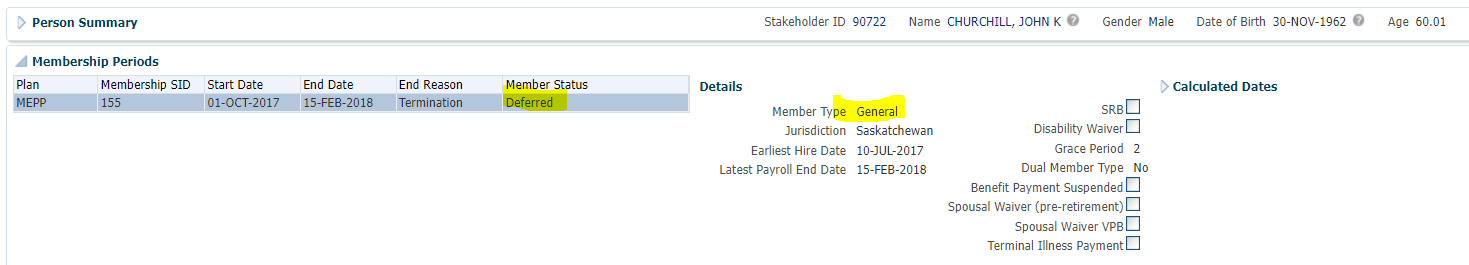 Person Summary Stakeholder ID 90722 Name CHURCHILL, JOHN K Gender Male Date of Birth 30-NOV-1962 Age 60.01
Membership Periods
Plan Membership SID Start Date End Date End Reason Member Status
MEPP 155 01-OCT-2017 15-FEB-2018 Termination Deferred
Details
Member Type General
Jurisdiction Saskatchewan
Earliest Hire Date 10-JUL-2017
Latest Payroll End Date 15-FEB-2018
SRB
Disability Waiver
Grace Period 2
Dual Member Type No
Benefit Payment Suspended
Spousal Waiver (pre-retirement)
Spousal Waiver VPB
Terminal Illness Payment
Calculated Dates